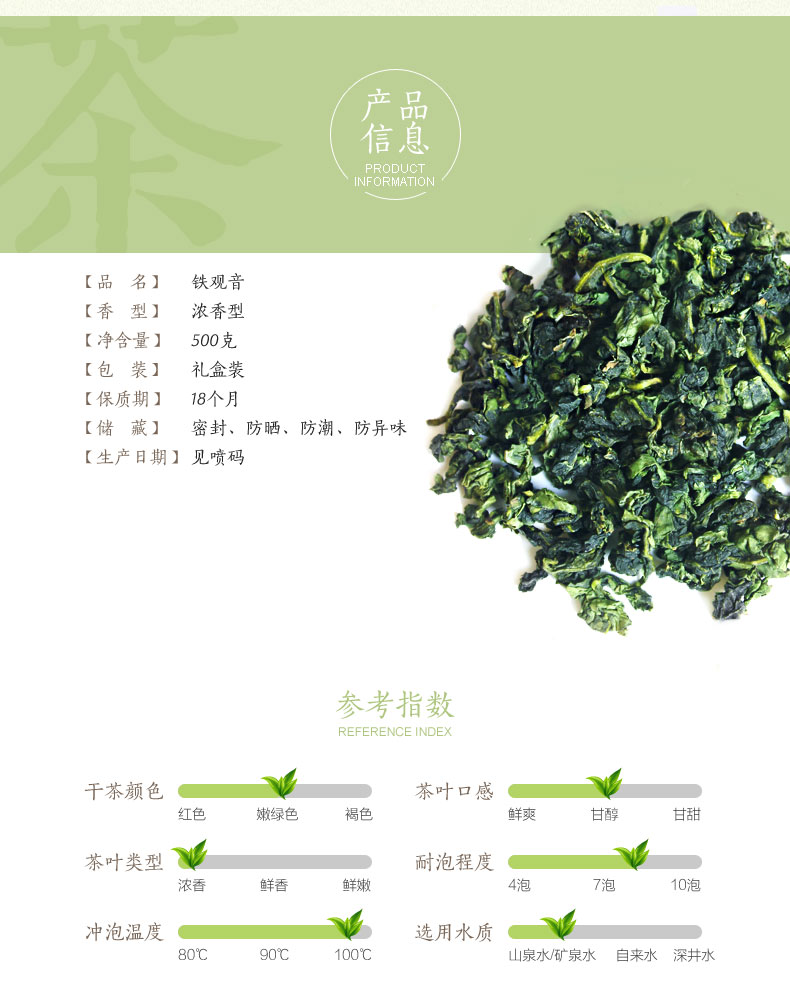 茶
产品
信息
PRODUCT
INFORMATION
【品 名】 铁观音
【香 型】 浓香型
【净含量】 500克
【包 装】 礼盒装
【保质期】 18个月
【储 藏】 密封、防晒、防潮、防异味
【生产日期】 见喷码
参考指数
REFERENCE INDEX
干茶颜色
红色 嫩绿色 褐色
茶叶口感
鲜爽 甘醇 甘甜
茶叶类型
浓香 鲜香 鲜嫩
耐泡程度
4泡 7泡 10泡
冲泡温度
80℃ 90℃ 100℃
选用水质
山泉水/矿泉水 自来水 深井水